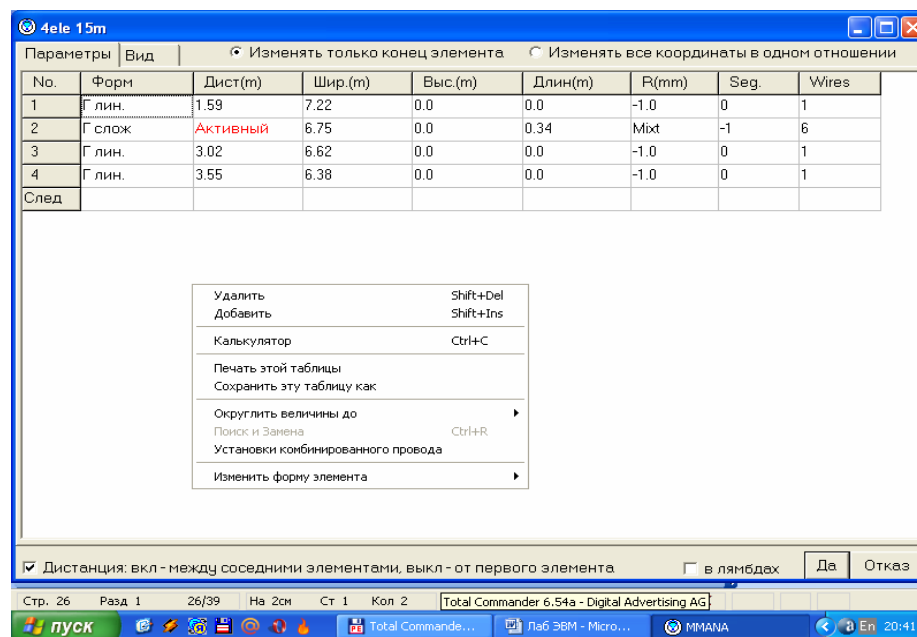 4ele 15m
Параметры Вид Изменять только конец элемента Изменять все координаты в одном отношении
No. Форм Дист(m) Шир.(m) Выс.(m) Длин(m) R(mm) Seg. Wires
1 Г лин. 1.59 7.22 0.0 0.0 -1.0 0 1
2 Г слож Активный 6.75 0.0 0.34 Mixt -1 6
3 Г лин. 3.02 6.62 0.0 0.0 -1.0 0 1
4 Г лин. 3.55 6.38 0.0 0.0 -1.0 0 1
След
Удалить Shift+Del
Добавить Shift+Ins
Калькулятор Ctrl+C
Печать этой таблицы
Сохранить эту таблицу как
Округлить величины до
Поиск и Замена Ctrl+R
Установки комбинированного провода
Изменить форму элемента
Дистанция: вкл - между соседними элементами, выкл - от первого элемента в лямбдах Да Отказ
Стр. 26 Разд 1 26/39 На 2см Ст 1 Кол 2 Total Commander 6.54a - Digital Advertising AG
пуск Total Commande... Лаб ЭВМ - Micro... MMANA En 20:41